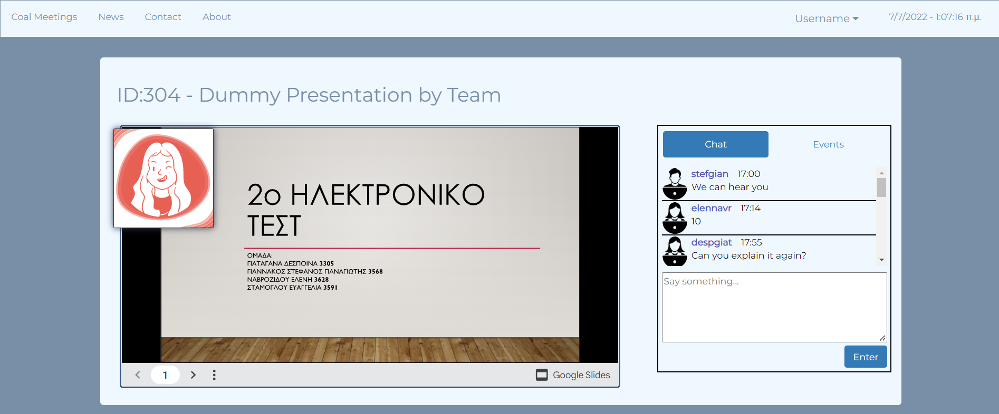 Coal Meetings News Contact About Username 7/7/2022 - 1:07:16 π.μ.
ID:304 - Dummy Presentation by Team
2ο ΗΛΕΚΤΡΟΝΙΚΟ
ΤΕΣΤ
ΟΜΑΔΑ:
ΓΙΑΤΑΓΑΝΑ ΔΕΣΠΟΙΝΑ 3305
ΓΙΑΝΝΑΚΟΣ ΣΤΕΦΑΝΟΣ ΠΑΝΑΓΙΩΤΗΣ 3568
ΝΑΒΡΟΖΙΔΟΥ ΕΛΕΝΗ 3628
ΣΤΑΜΟΓΛΟΥ ΕΥΑΓΓΕΛΙΑ 3591
1 Google Slides
Chat Events
stefgian 17:00
We can hear you
elennavr 17:14
10
despgiat 17:55
Can you explain it again?
Say something...
Enter